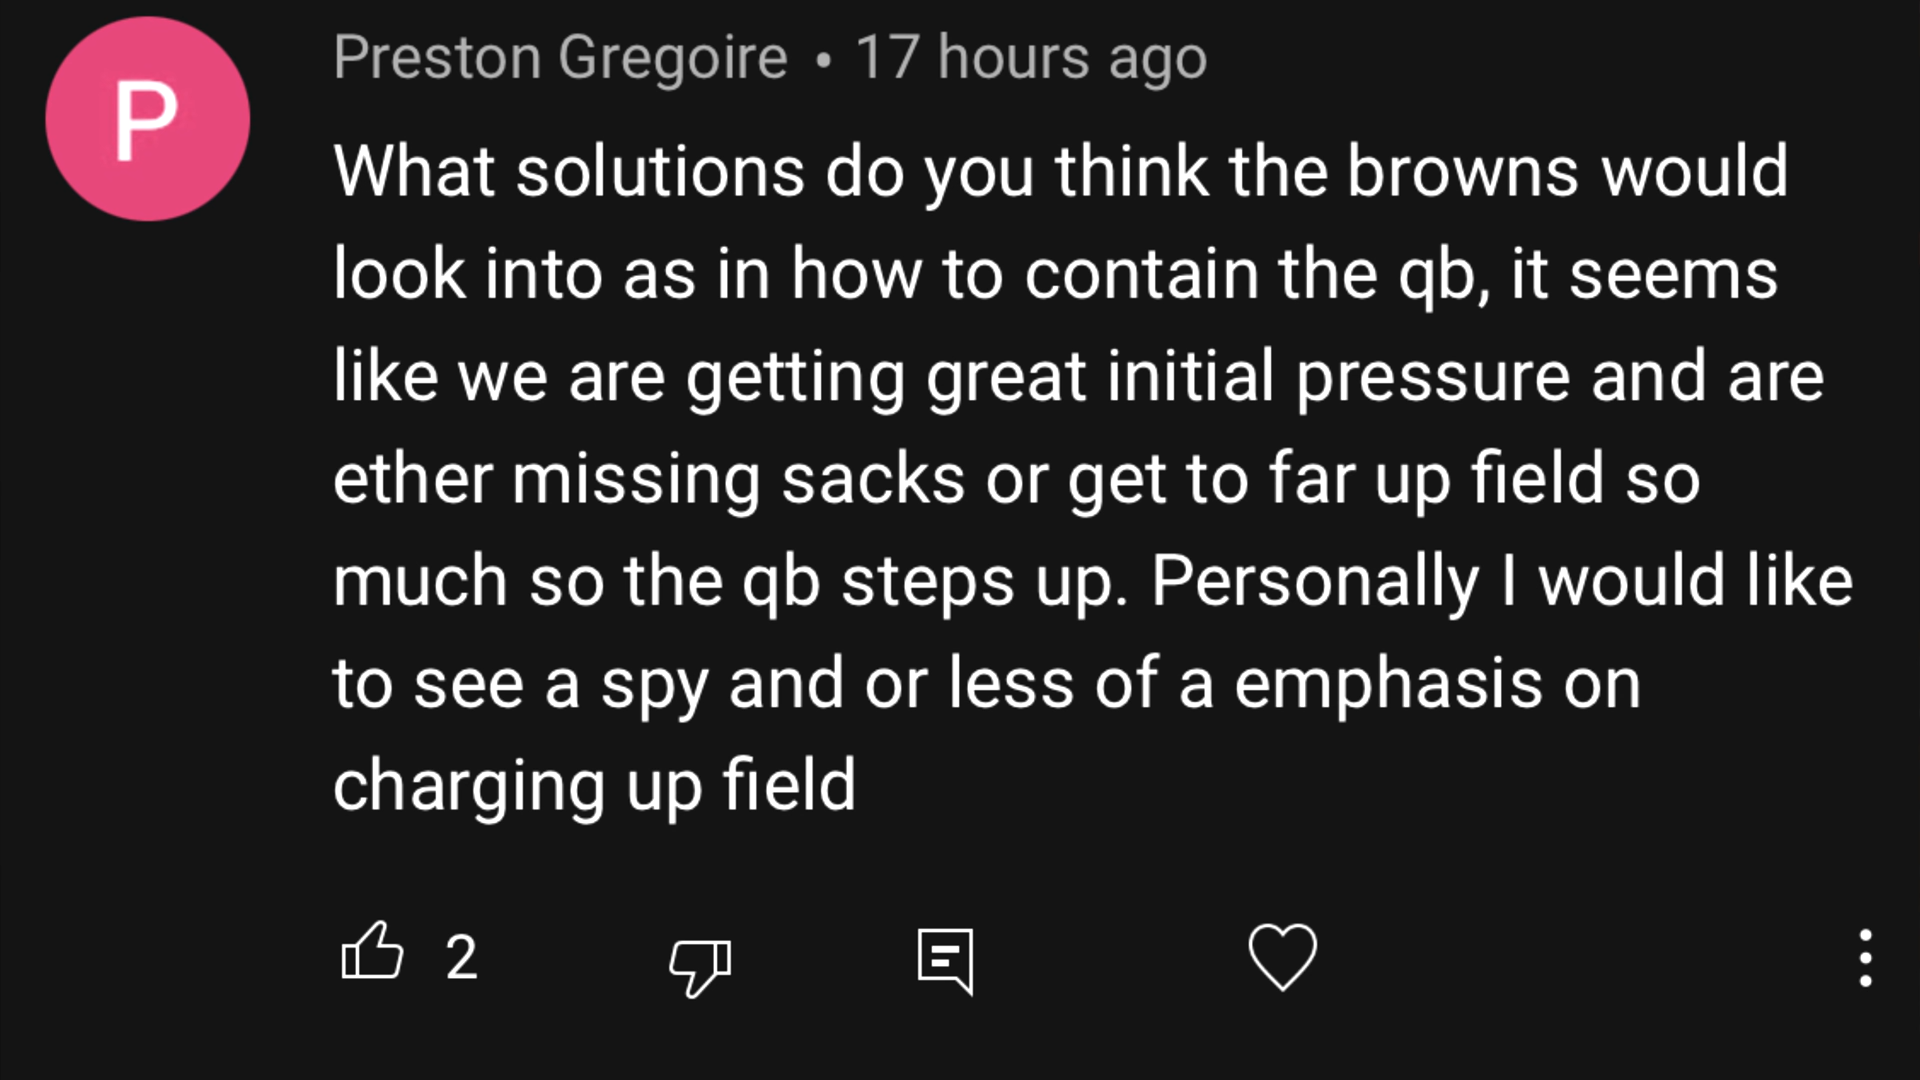 P
Preston Gregoire • 17 hours ago
What solutions do you think the browns would
look into as in how to contain the qb, it seems
like we are getting great initial pressure and are
ether missing sacks or get to far up field so
much so the qb steps up. Personally I would like
to see a spy and or less of a emphasis on
charging up field
2